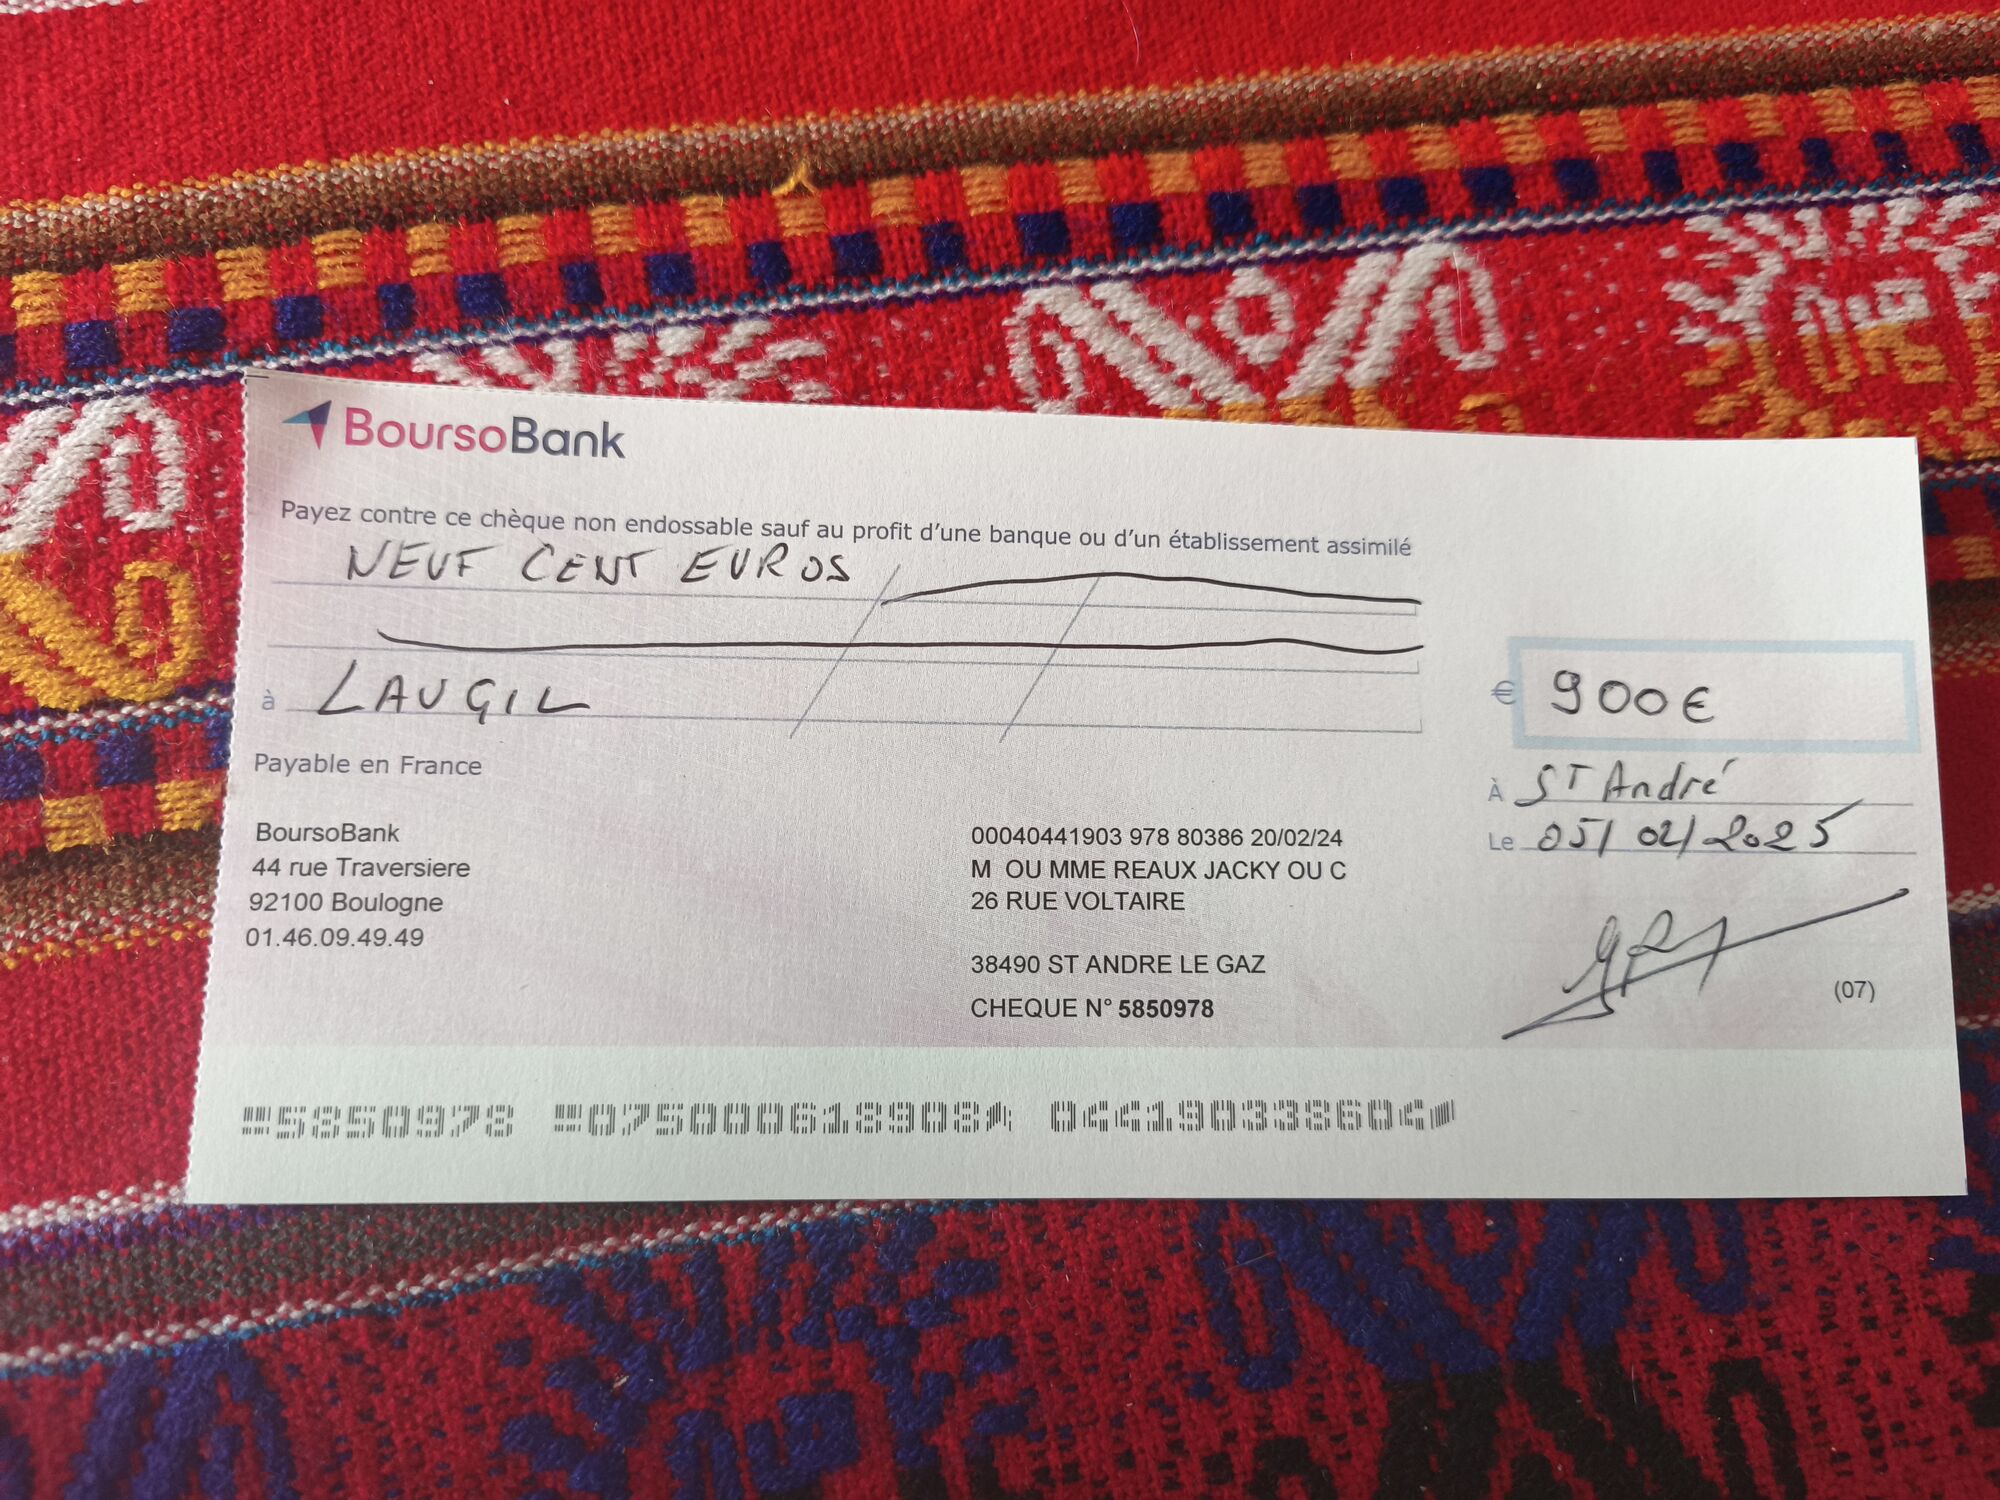 BoursoBank
Payez contre ce chèque non endossable sauf au profit d'une banque ou d'un établissement assimilé
NEUF CENT EUROS
à LAUGIL
€ 900€
Payable en France
À ST André
Le 05/02/2025
BoursoBank
44 rue Traversiere
92100 Boulogne
01.46.09.49.49
00040441903 978 80386 20/02/24
M OU MME REAUX JACKY OU C
26 RUE VOLTAIRE
38490 ST ANDRE LE GAZ
CHEQUE N° 5850978
(07)
5850978 075000618908 044190338604